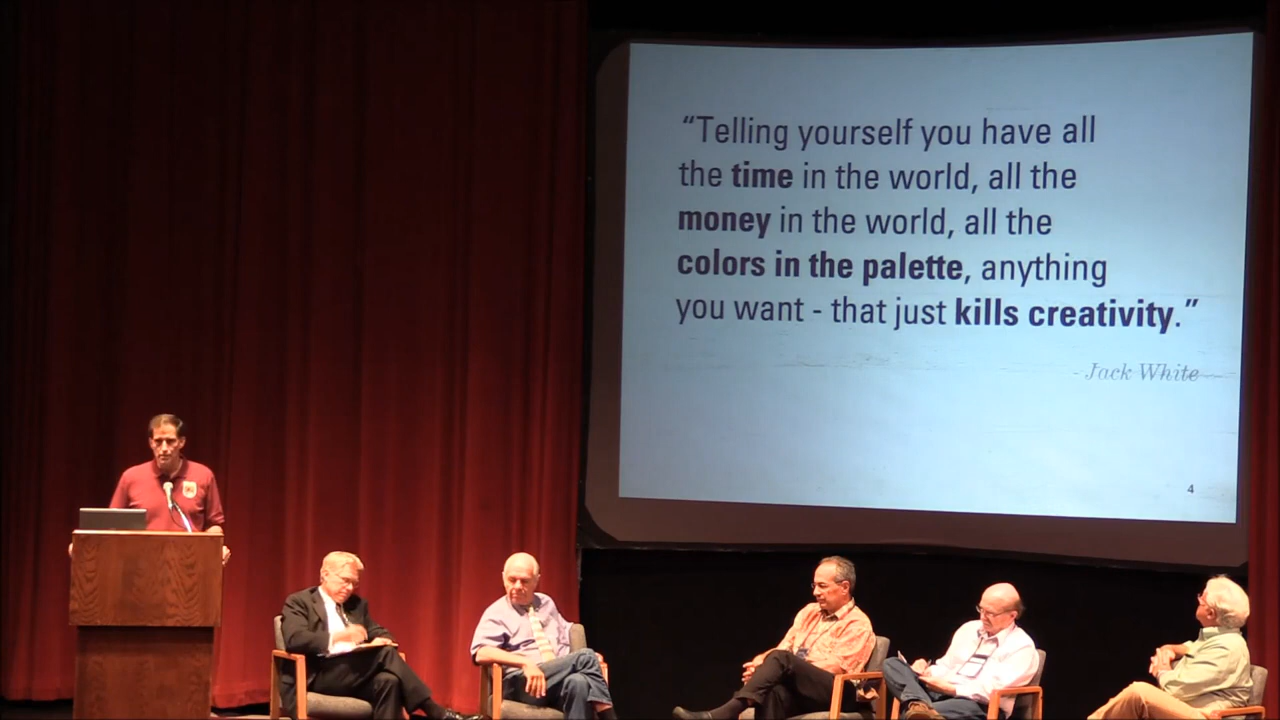 “Telling yourself you have all
the time in the world, all the
money in the world, all the
colors in the palette, anything
you want - that just kills creativity.”
- Jack White
4